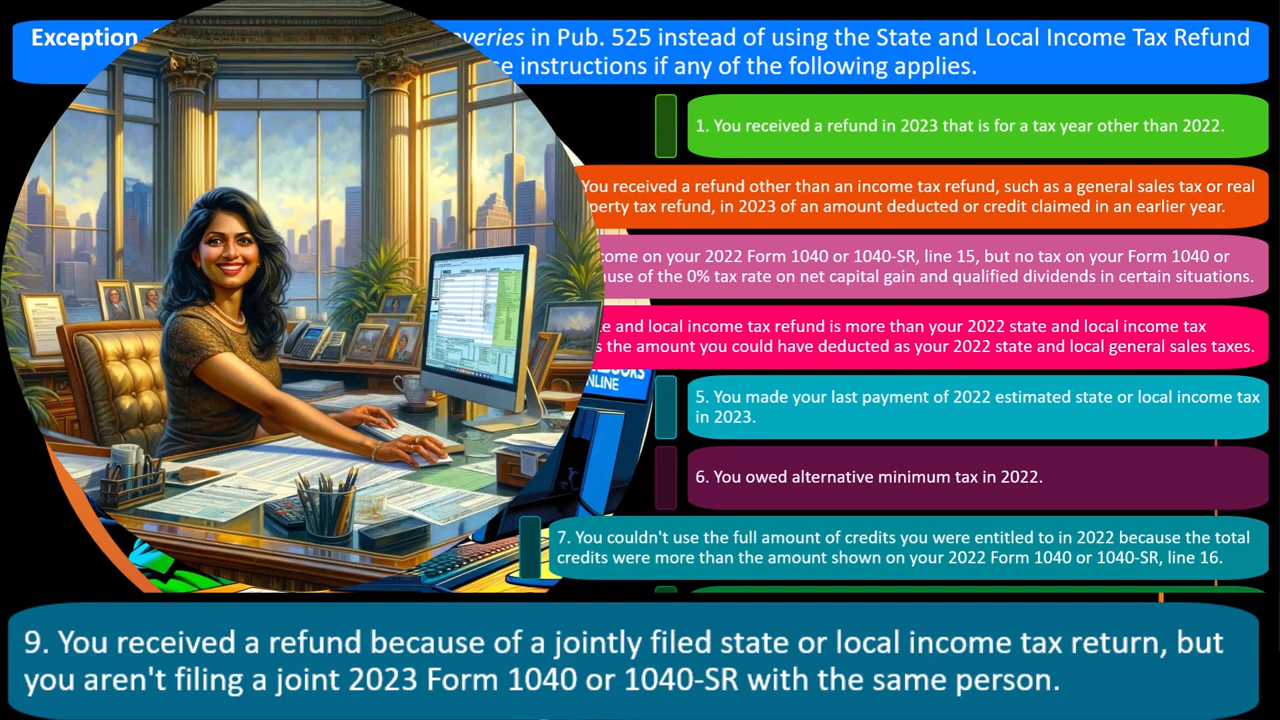 Exception
overies in Pub. 525 instead of using the State and Local Income Tax Refund
se instructions if any of the following applies.
1. You received a refund in 2023 that is for a tax year other than 2022.
You received a refund other than an income tax refund, such as a general sales tax or real
perty tax refund, in 2023 of an amount deducted or credit claimed in an earlier year.
come on your 2022 Form 1040 or 1040-SR, line 15, but no tax on your Form 1040 or
use of the 0% tax rate on net capital gain and qualified dividends in certain situations.
e and local income tax refund is more than your 2022 state and local income tax
s the amount you could have deducted as your 2022 state and local general sales taxes.
NLINE
5. You made your last payment of 2022 estimated state or local income tax
in 2023.
6. You owed alternative minimum tax in 2022.
7. You couldn't use the full amount of credits you were entitled to in 2022 because the total
credits were more than the amount shown on your 2022 Form 1040 or 1040-SR, line 16.
9. You received a refund because of a jointly filed state or local income tax return, but
you aren't filing a joint 2023 Form 1040 or 1040-SR with the same person.